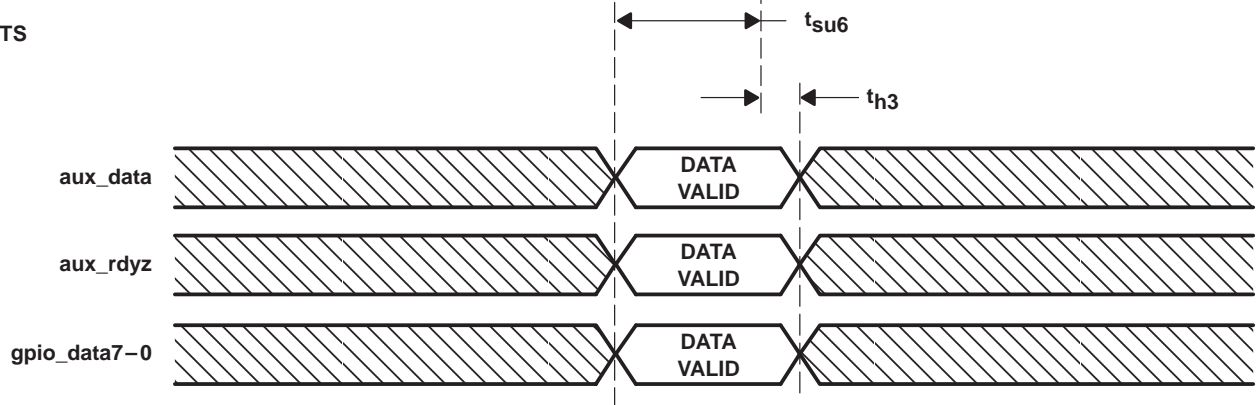 TS
tsu6
th3
aux_data
DATA
VALID
aux_rdyz
DATA
VALID
gpio_data7−0
DATA
VALID